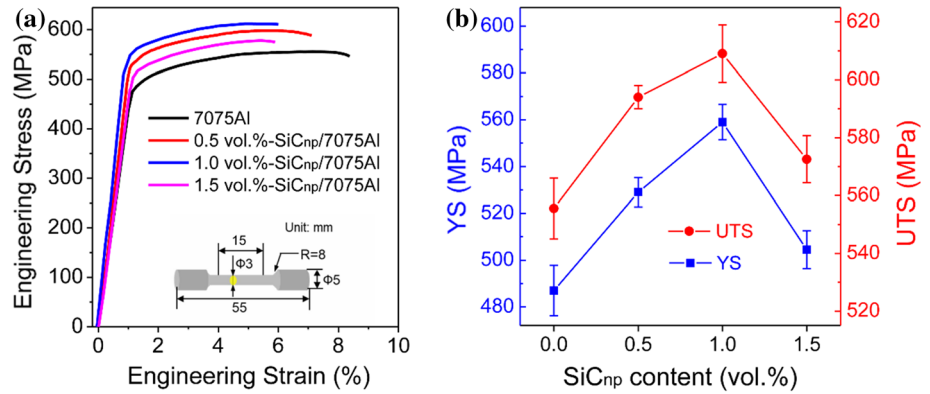 (a)
Engineering Stress (MPa)
600
500
400
300
200
100
0
7075Al
0.5 vol.%-SiCnp/7075Al
1.0 vol.%-SiCnp/7075Al
1.5 vol.%-SiCnp/7075Al
Unit: mm
15
R=8
Φ3
Φ5
55
0 2 4 6 8 10
Engineering Strain (%)
(b)
YS (MPa)
600
580
560
540
520
500
480
UTS
YS
620
600
580
560
540
520
UTS (MPa)
0.0 0.5 1.0 1.5
SiCnp content (vol.%)